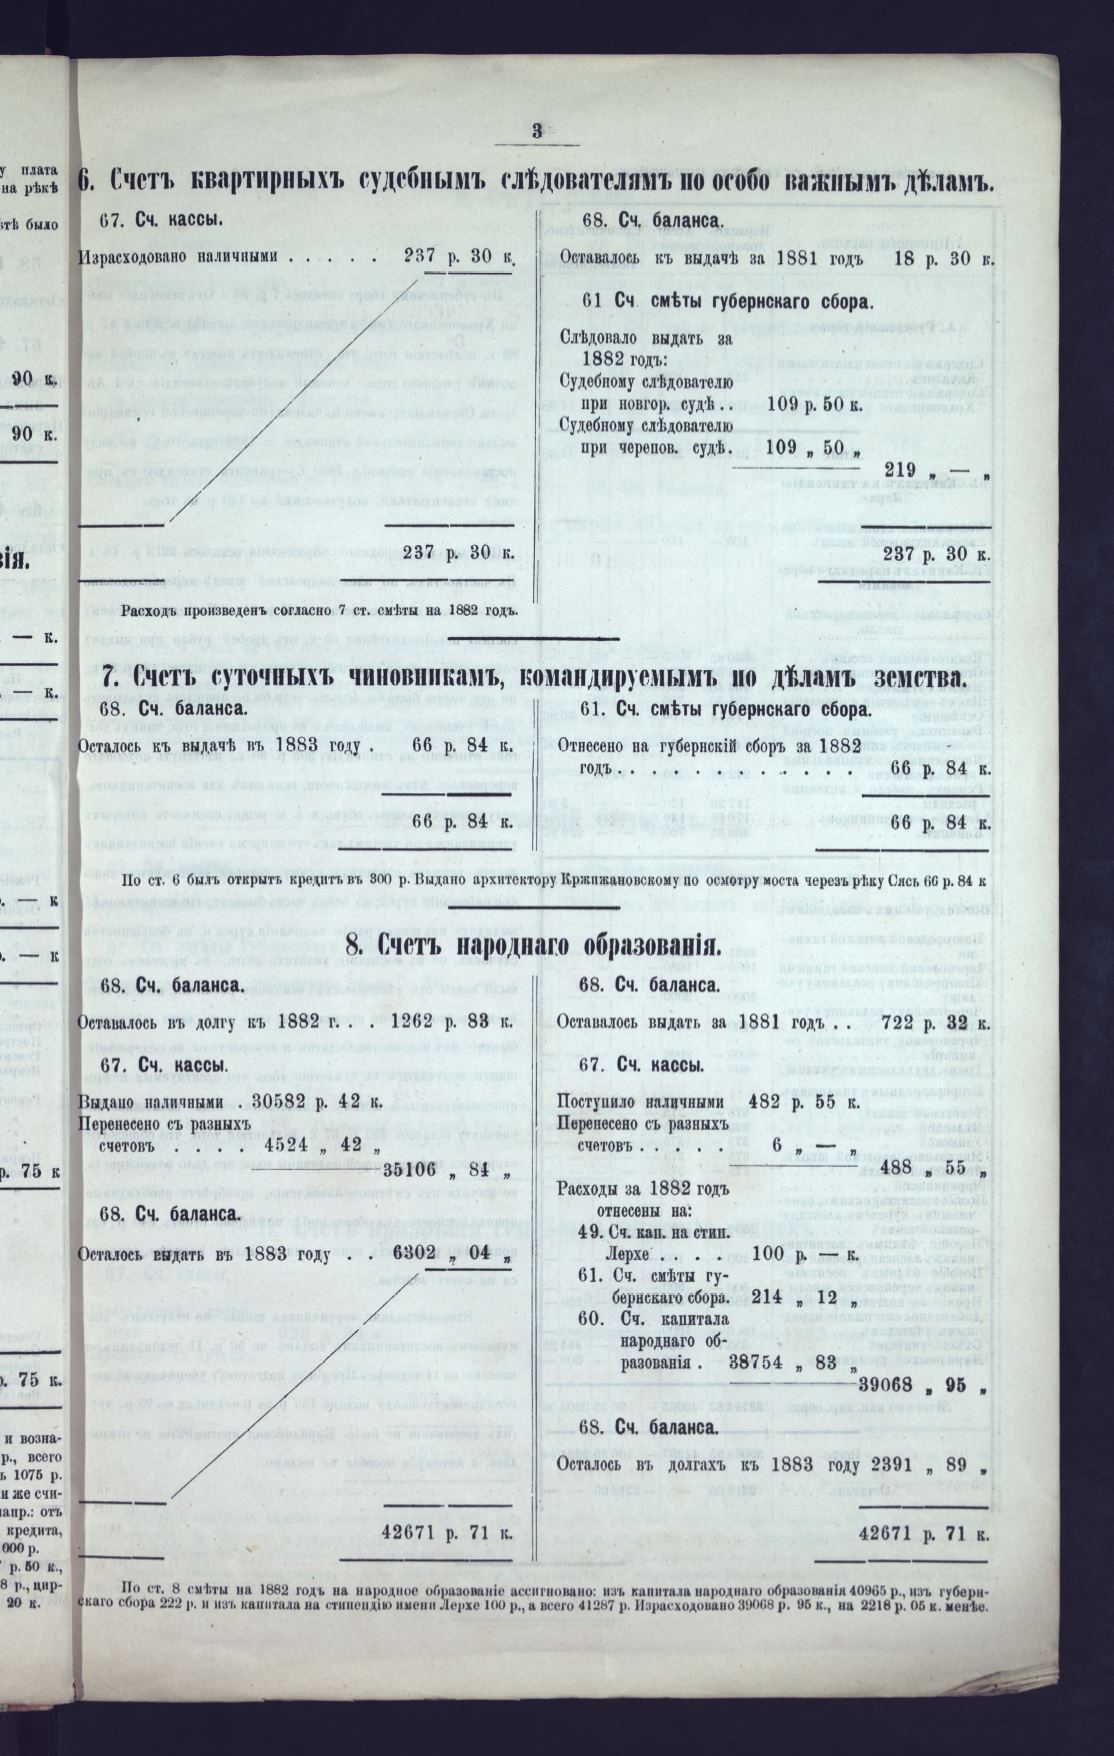 3
6. Счетъ квартирныхъ судебнымъ слѣдователямъ по особо важнымъ дѣламъ.
67. Сч. кассы.
Израсходовано наличными . . . . . 237 р. 30 к.
237 р. 30 к.
68. Сч. баланса.
Оставалось къ выдачѣ за 1881 годъ 18 р. 30 к.
61 Сч смѣты губернскаго сбора.
Слѣдовало выдать за
1882 годъ:
Судебному слѣдователю
при новгор. судѣ . . 109 р. 50 к.
Судебному слѣдователю
при черепов. судѣ. 109 „ 50 „
219 „ — „
237 р. 30 к.
Расходъ произведенъ согласно 7 ст. смѣты на 1882 годъ.
7. Счетъ суточныхъ чиновникамъ, командируемымъ по дѣламъ земства.
68. Сч. баланса.
Осталось къ выдачѣ въ 1883 году . 66 р. 84 к.
66 р. 84 к.
61. Сч. смѣты губернскаго сбора.
Отнесено на губернскій сборъ за 1882
годъ . . . . . . . . . . . . 66 р. 84 к.
66 р. 84 к.
По ст. 6 былъ открытъ кредитъ въ 300 р. Выдано архитектору Кржижановскому по осмотру моста черезъ рѣку Сясь 66 р. 84 к
8. Счетъ народнаго образованія.
68. Сч. баланса.
Оставалось въ долгу къ 1882 г. . . 1262 р. 83 к.
67. Сч. кассы.
Выдано наличными . 30582 р. 42 к.
Перенесено съ разныхъ
счетовъ . . . . 4524 „ 42 „
35106 „ 84 „
68. Сч. баланса.
Осталось выдать въ 1883 году . . 6302 „ 04 „
42671 р. 71 к.
68. Сч. баланса.
Оставалось выдать за 1881 годъ . . 722 р. 32 к.
67. Сч. кассы.
Поступило наличными 482 р. 55 к.
Перенесено съ разныхъ
счетовъ . . . . . 6 „ — „
488 „ 55 „
Расходы за 1882 годъ
отнесены на:
49. Сч. кап. на стип.
Лерхе . . . . 100 р. — к.
61. Сч. смѣты гу-
бернскаго сбора. 214 „ 12 „
60. Сч. капитала
народнаго об-
разованія . 38754 „ 83 „
39068 „ 95 „
68. Сч. баланса.
Осталось въ долгахъ къ 1883 году 2391 „ 89 „
42671 р. 71 к.
По ст. 8 смѣты на 1882 годъ на народное образованіе ассигновано: изъ капитала народнаго образованія 40965 р., изъ губерн-
скаго сбора 222 р. и изъ капитала на стипендію имени Лерхе 100 р., а всего 41287 р. Израсходовано 39068 р. 95 к., на 2218 р. 05 к. менѣе.